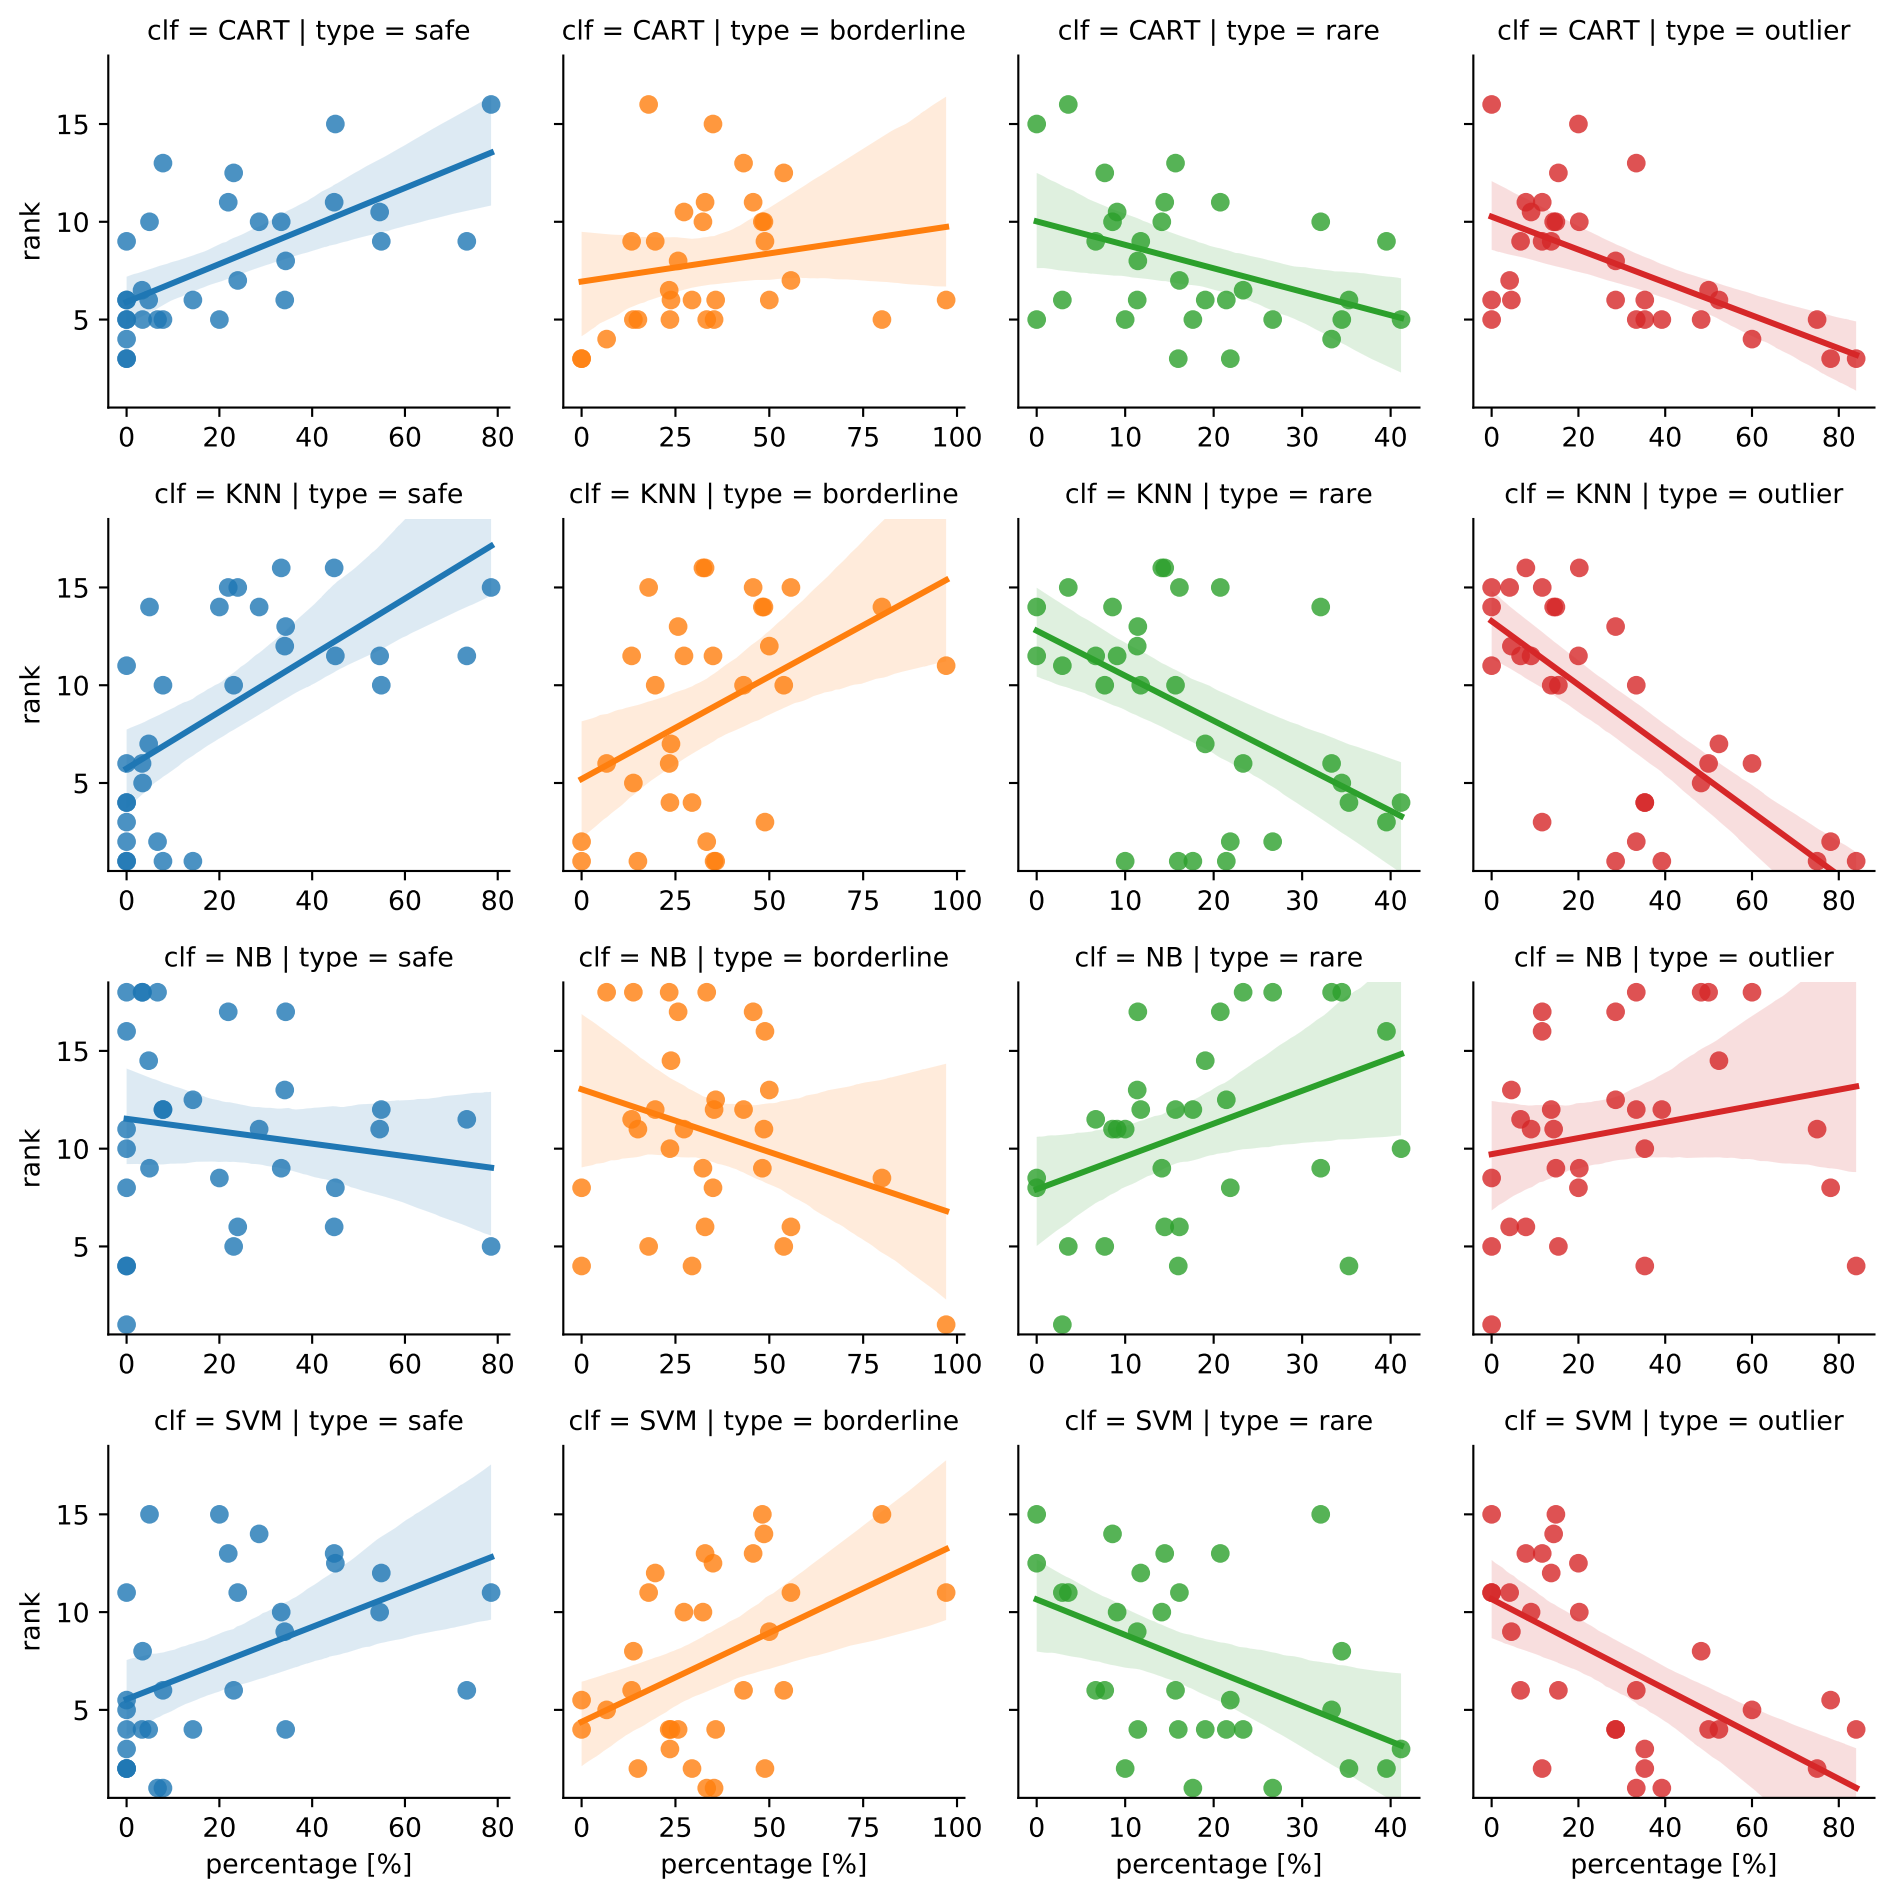 clf = CART | type = safe
clf = CART | type = borderline
clf = CART | type = rare
clf = CART | type = outlier
rank
15
10
5
0 20 40 60 80
0 25 50 75 100
0 10 20 30 40
0 20 40 60 80
clf = KNN | type = safe
clf = KNN | type = borderline
clf = KNN | type = rare
clf = KNN | type = outlier
rank
15
10
5
0 20 40 60 80
0 25 50 75 100
0 10 20 30 40
0 20 40 60 80
clf = NB | type = safe
clf = NB | type = borderline
clf = NB | type = rare
clf = NB | type = outlier
rank
15
10
5
0 20 40 60 80
0 25 50 75 100
0 10 20 30 40
0 20 40 60 80
clf = SVM | type = safe
clf = SVM | type = borderline
clf = SVM | type = rare
clf = SVM | type = outlier
rank
15
10
5
0 20 40 60 80
0 25 50 75 100
0 10 20 30 40
0 20 40 60 80
percentage [%]
percentage [%]
percentage [%]
percentage [%]